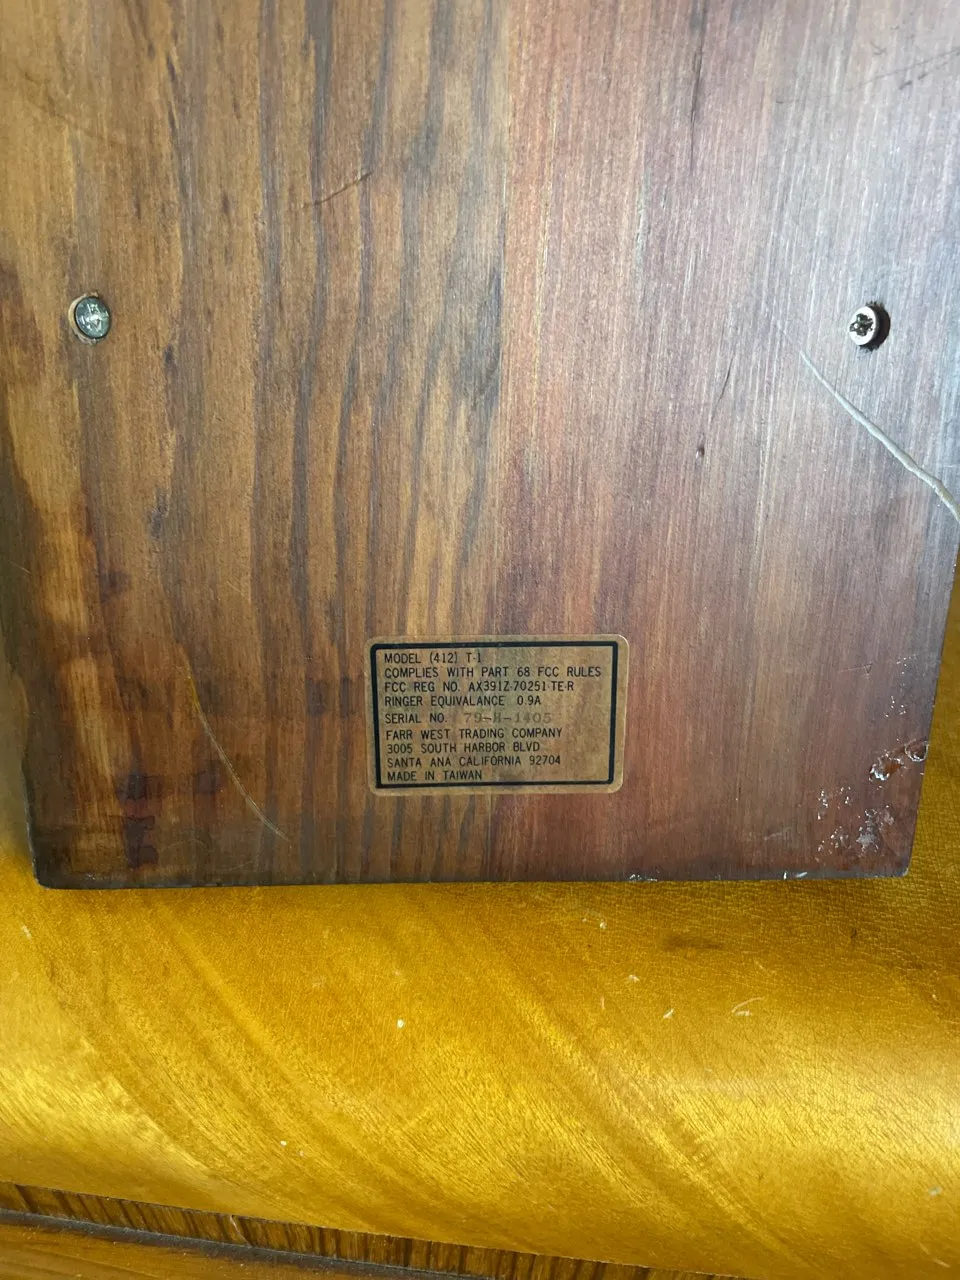 MODEL (412) T-1
COMPLIES WITH PART 68 FCC RULES
FCC REG NO. AX391Z-70251-TE-R
RINGER EQUIVALANCE 0.9A
SERIAL NO. 79-H-1405
FARR WEST TRADING COMPANY
3005 SOUTH HARBOR BLVD
SANTA ANA CALIFORNIA 92704
MADE IN TAIWAN